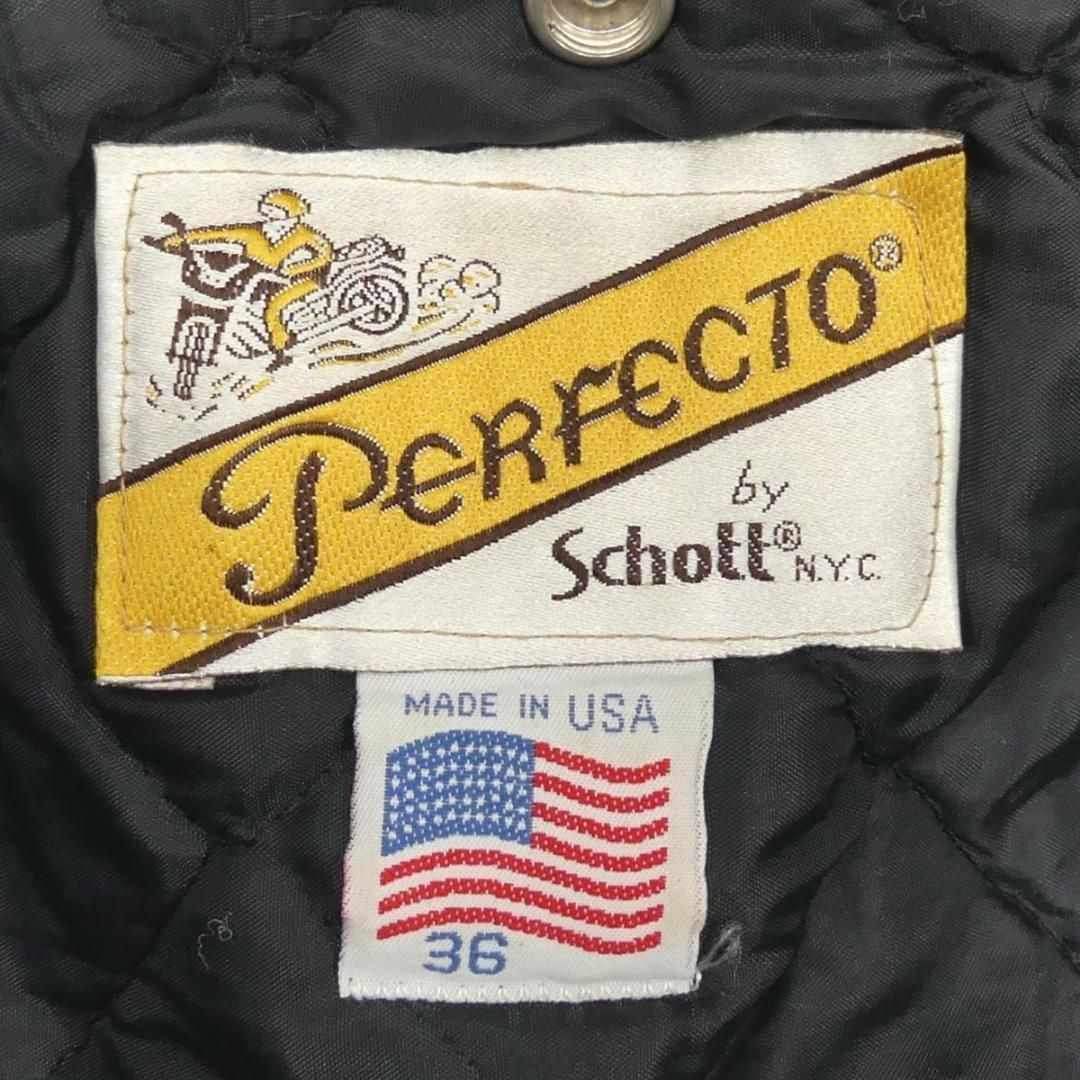 PERFECTO®
by
Schott® N.Y.C.
MADE IN USA
36